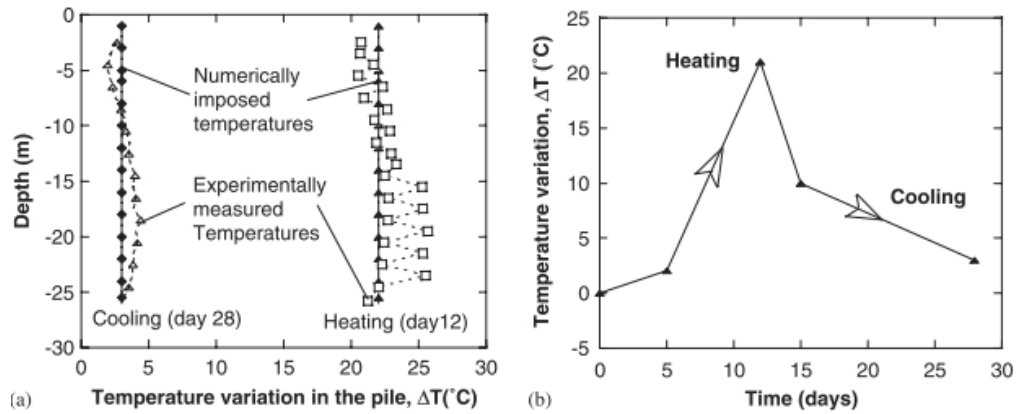 0
-5
-10
-15
-20
-25
-30
Depth (m)
Numerically
imposed
temperatures
Experimentally
measured
Temperatures
Cooling (day 28)
Heating (day12)
0 5 10 15 20 25 30
(a)
Temperature variation in the pile, ΔT(˚C)
25
20
15
10
5
0
-5
Temperature variation, ΔT (˚C)
Heating
Cooling
0 5 10 15 20 25 30
(b)
Time (days)